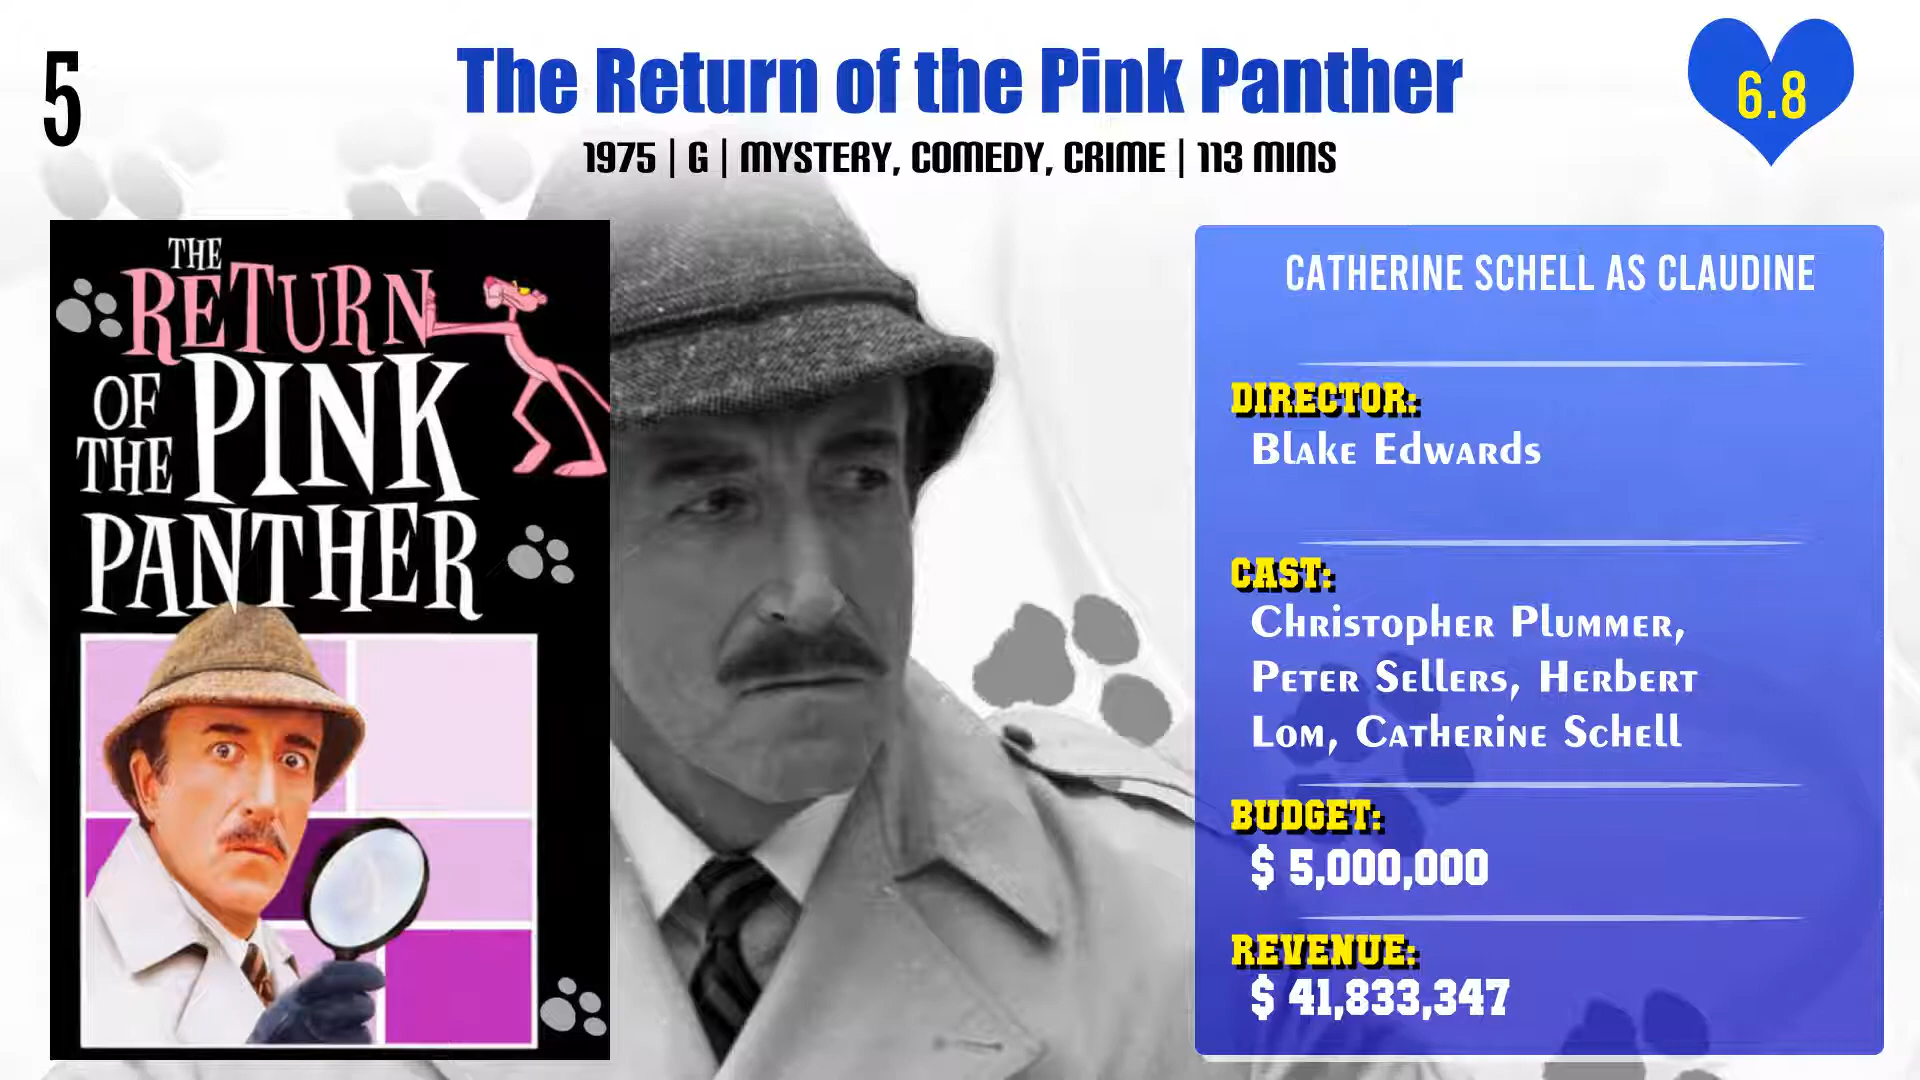 5
The Return of the Pink Panther
6.8
1975 | G | MYSTERY, COMEDY, CRIME | 113 MINS
THE
RETURN
OF
THE
PINK
PANTHER
CATHERINE SCHELL AS CLAUDINE
DIRECTOR:
Blake Edwards
CAST:
Christopher Plummer,
Peter Sellers, Herbert
Lom, Catherine Schell
BUDGET:
$ 5,000,000
REVENUE:
$ 41,833,347